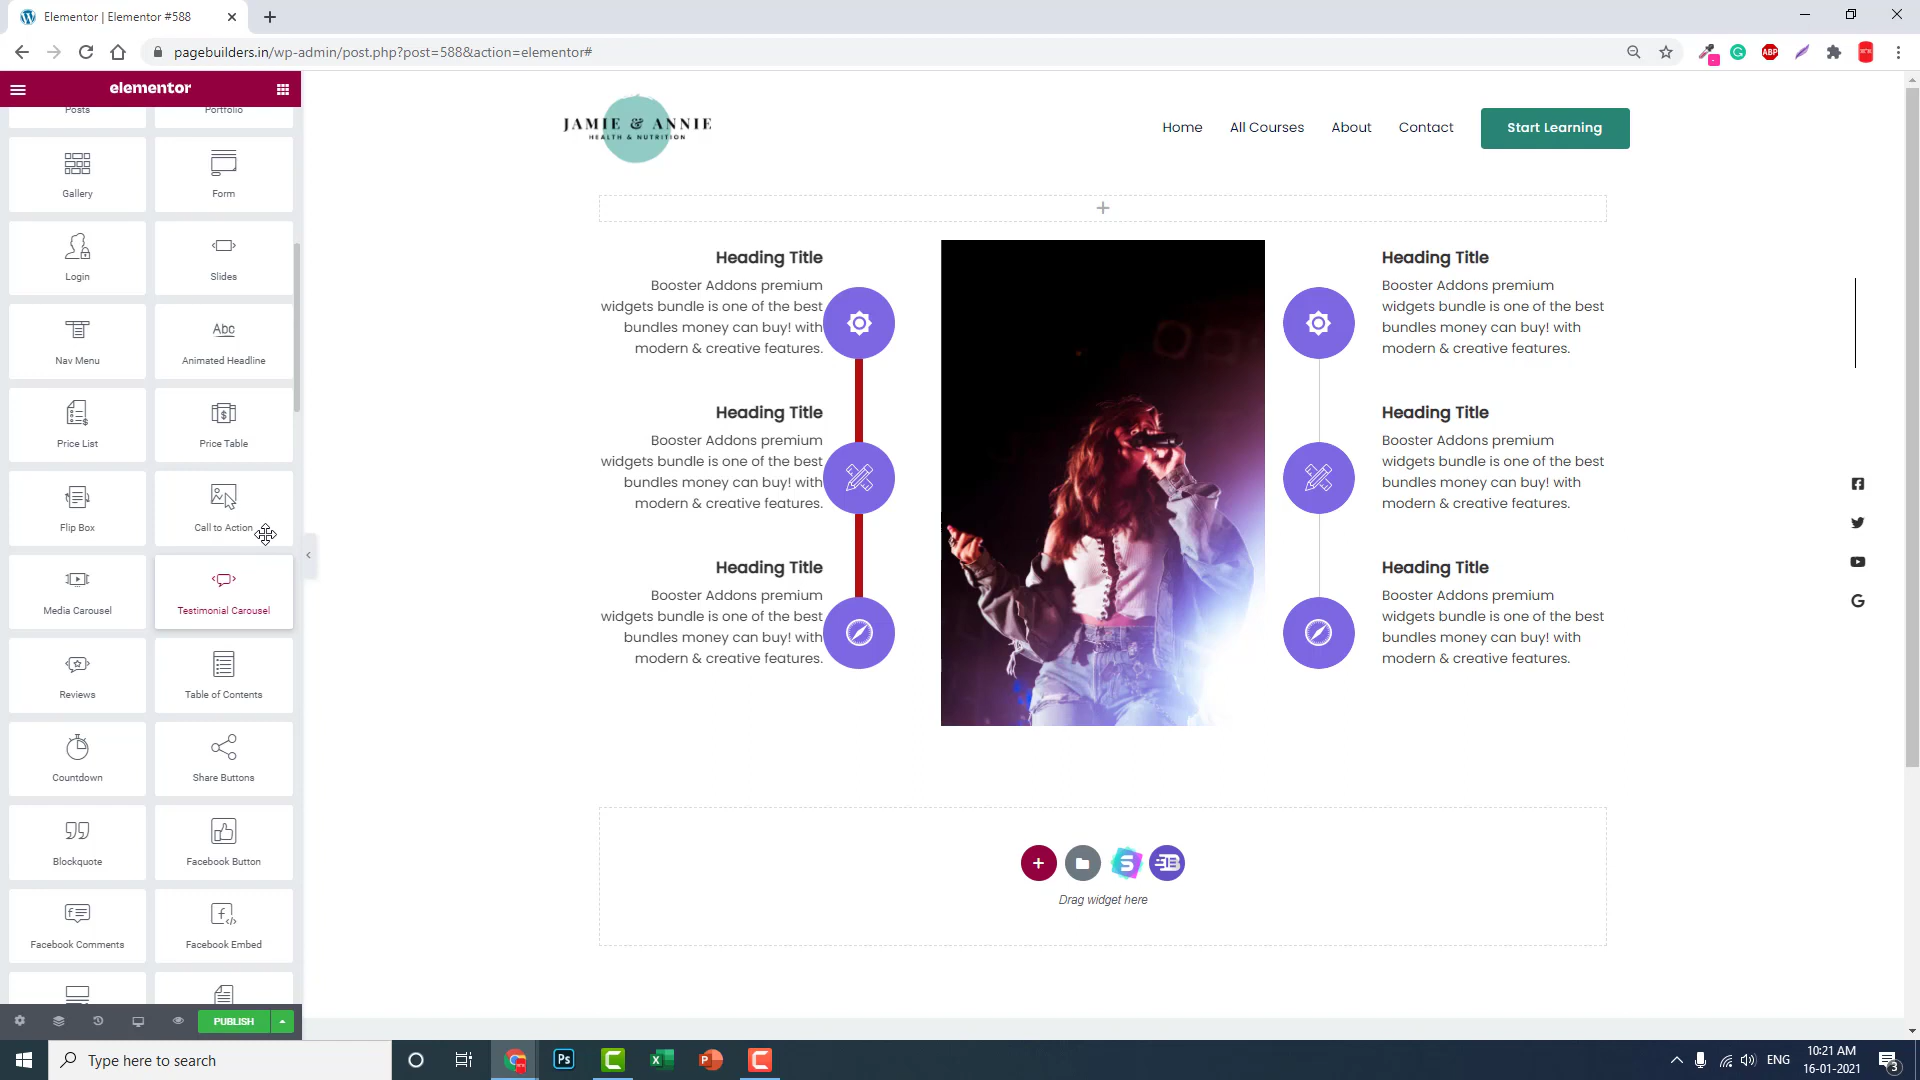 Elementor | Elementor #588
pagebuilders.in/wp-admin/post.php?post=588&action=elementor#
ABP
elementor
Posts
Portfolio
Gallery
Form
Login
Slides
Nav Menu
Abc
Animated Headline
Price List
Price Table
Flip Box
Call to Action
Media Carousel
Testimonial Carousel
Reviews
Table of Contents
Countdown
Share Buttons
Blockquote
Facebook Button
Facebook Comments
Facebook Embed
PUBLISH
JAMIE & ANNIE
HEALTH & NUTRITION
Home
All Courses
About
Contact
Start Learning
Heading Title
Booster Addons premium
widgets bundle is one of the best
bundles money can buy! with
modern & creative features.
Heading Title
Booster Addons premium
widgets bundle is one of the best
bundles money can buy! with
modern & creative features.
Heading Title
Booster Addons premium
widgets bundle is one of the best
bundles money can buy! with
modern & creative features.
Heading Title
Booster Addons premium
widgets bundle is one of the best
bundles money can buy! with
modern & creative features.
Heading Title
Booster Addons premium
widgets bundle is one of the best
bundles money can buy! with
modern & creative features.
Heading Title
Booster Addons premium
widgets bundle is one of the best
bundles money can buy! with
modern & creative features.
Drag widget here
Type here to search
Ps
ENG
10:21 AM
16-01-2021
3